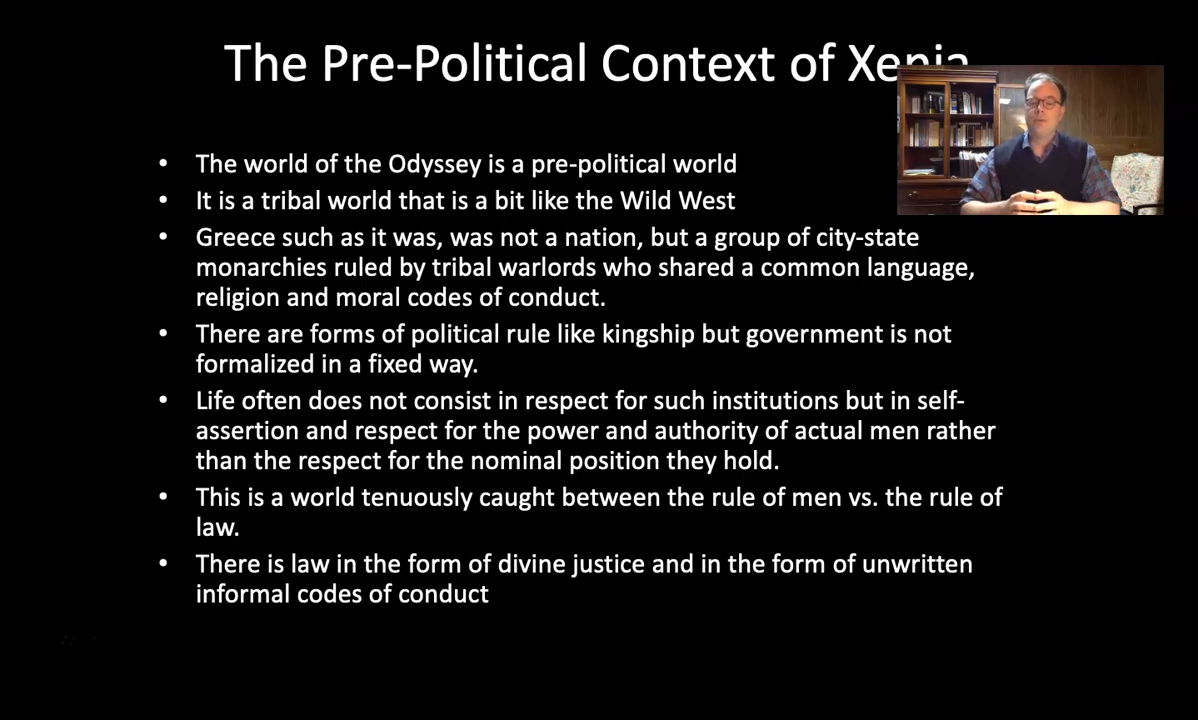 The Pre-Political Context of Xenia
• The world of the Odyssey is a pre-political world
• It is a tribal world that is a bit like the Wild West
• Greece such as it was, was not a nation, but a group of city-state
monarchies ruled by tribal warlords who shared a common language,
religion and moral codes of conduct.
• There are forms of political rule like kingship but government is not
formalized in a fixed way.
• Life often does not consist in respect for such institutions but in self-
assertion and respect for the power and authority of actual men rather
than the respect for the nominal position they hold.
• This is a world tenuously caught between the rule of men vs. the rule of
law.
• There is law in the form of divine justice and in the form of unwritten
informal codes of conduct